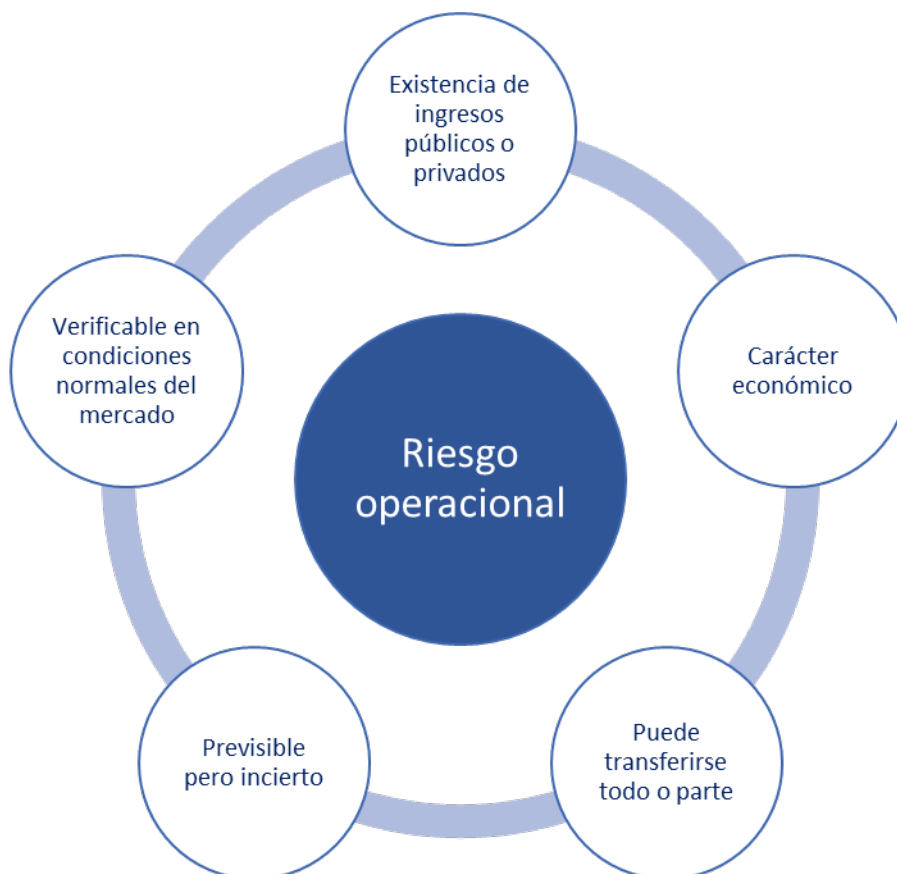 Existencia de
ingresos
públicos o
privados
Carácter
económico
Puede
transferirse
todo o parte
Previsible
pero incierto
Verificable en
condiciones
normales del
mercado
Riesgo
operacional